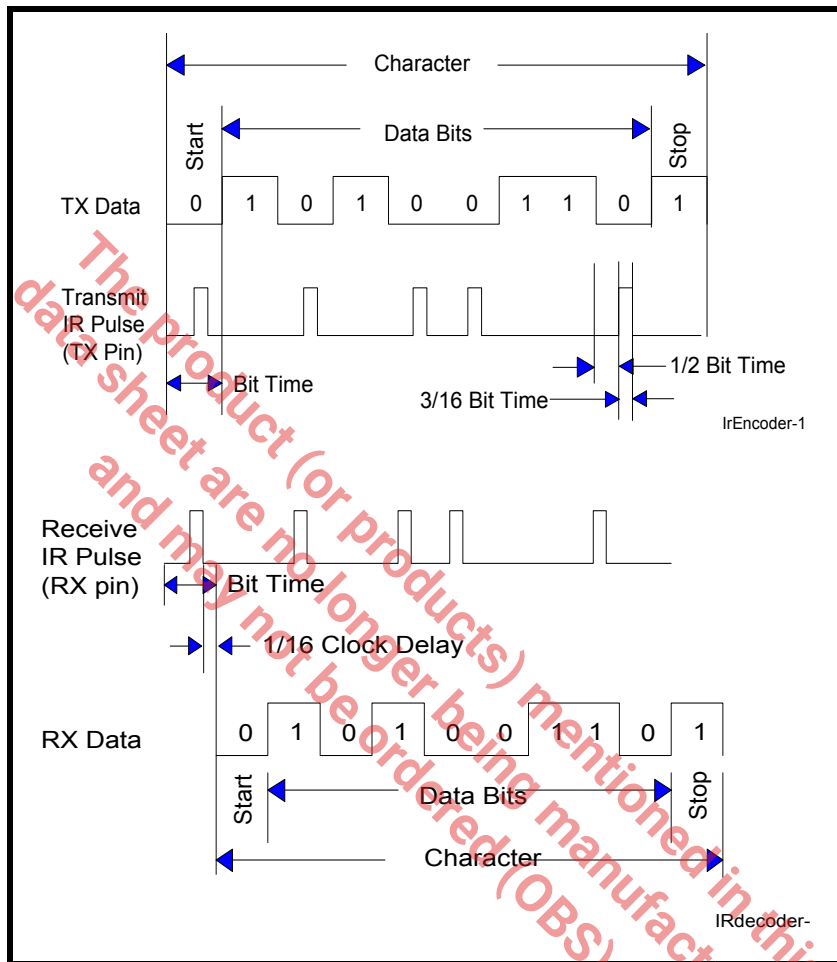 Character
Start
Data Bits
Stop
TX Data
0 1 0 1 0 0 1 1 0 1
Transmit
IR Pulse
(TX Pin)
Bit Time
1/2 Bit Time
3/16 Bit Time
IrEncoder-1
Receive
IR Pulse
(RX pin)
Bit Time
1/16 Clock Delay
RX Data
0 1 0 1 0 0 1 1 0 1
Start
Data Bits
Stop
Character
IRdecoder-
The product (or products) mentioned in this
data sheet are no longer being manufact
and may not be ordered (OBS)